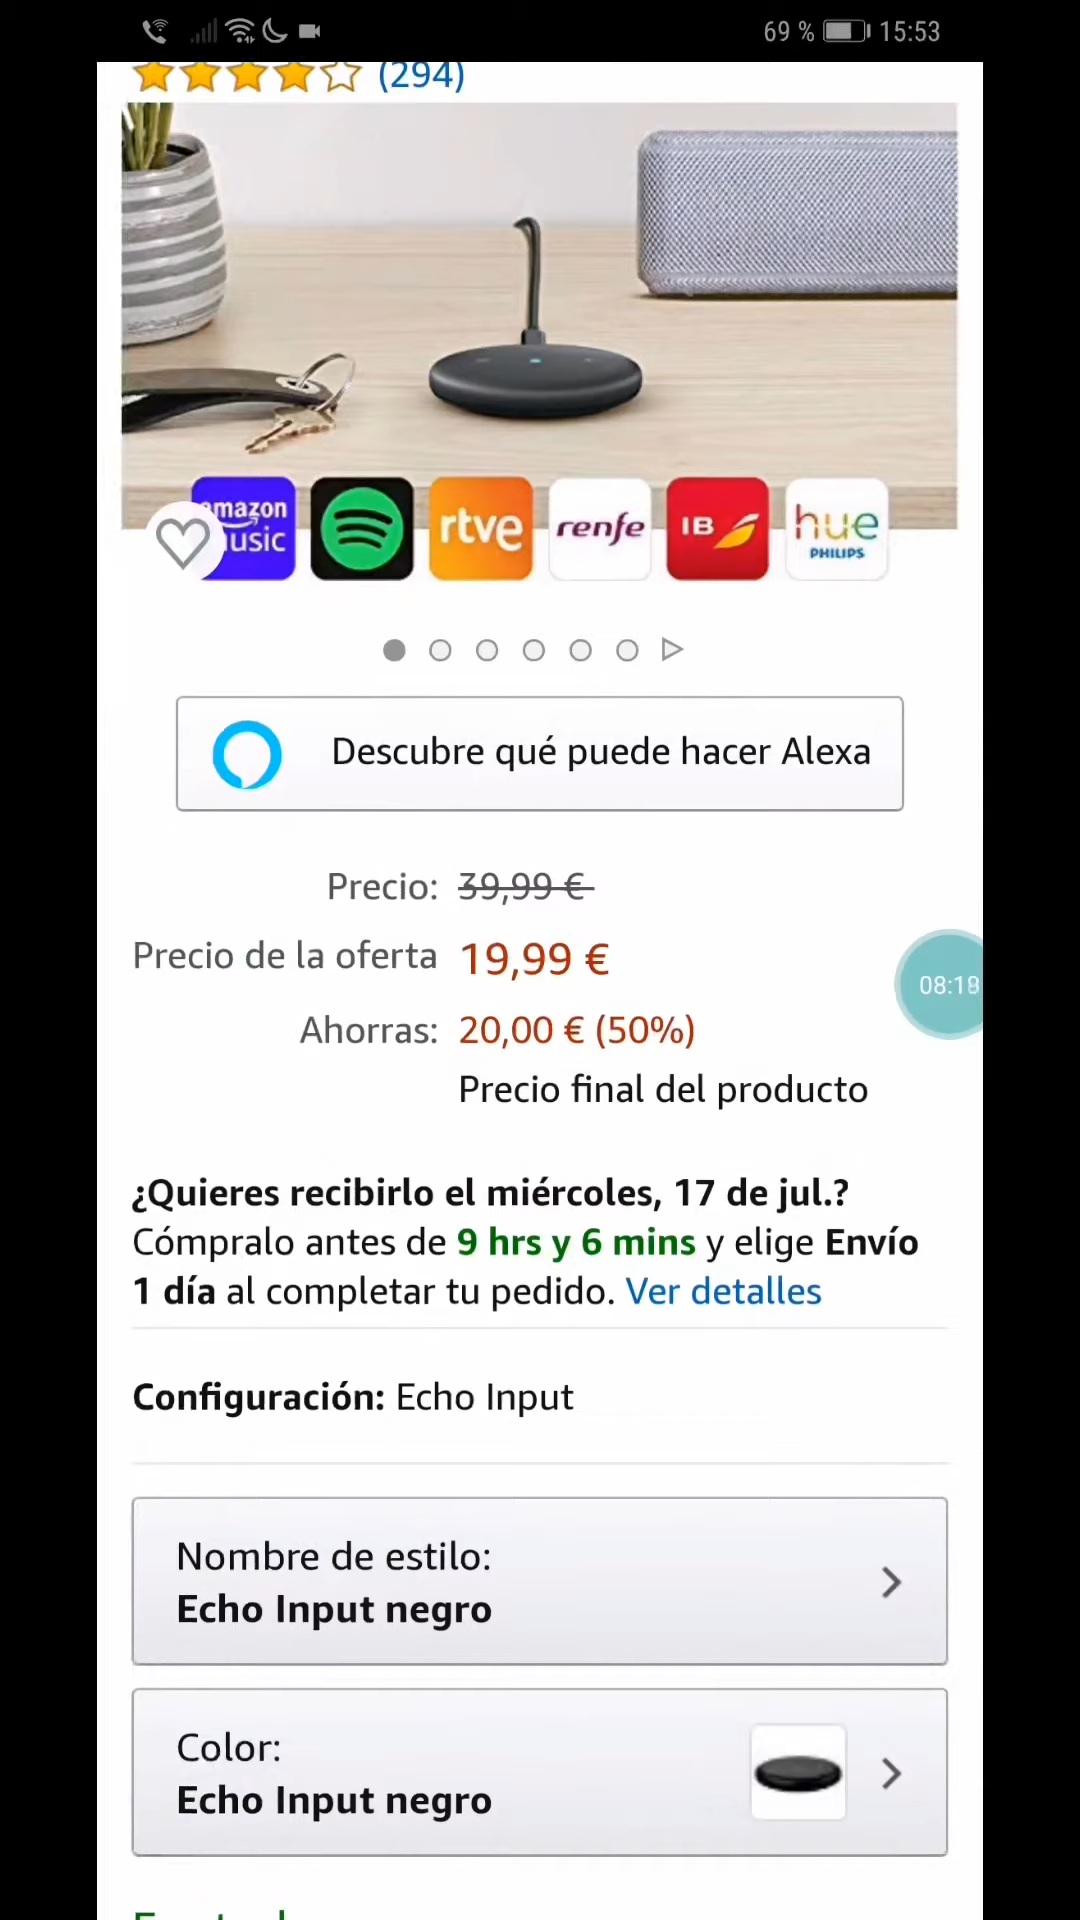 69 % 15:53
(294)
amazon
music
rtve
renfe
IB
hue
PHILIPS
Descubre qué puede hacer Alexa
Precio: 39,99 €
Precio de la oferta 19,99 €
08:18
Ahorras: 20,00 € (50%)
Precio final del producto
¿Quieres recibirlo el miércoles, 17 de jul.?
Cómpralo antes de 9 hrs y 6 mins y elige Envío
1 día al completar tu pedido. Ver detalles
Configuración: Echo Input
Nombre de estilo:
Echo Input negro
Color:
Echo Input negro